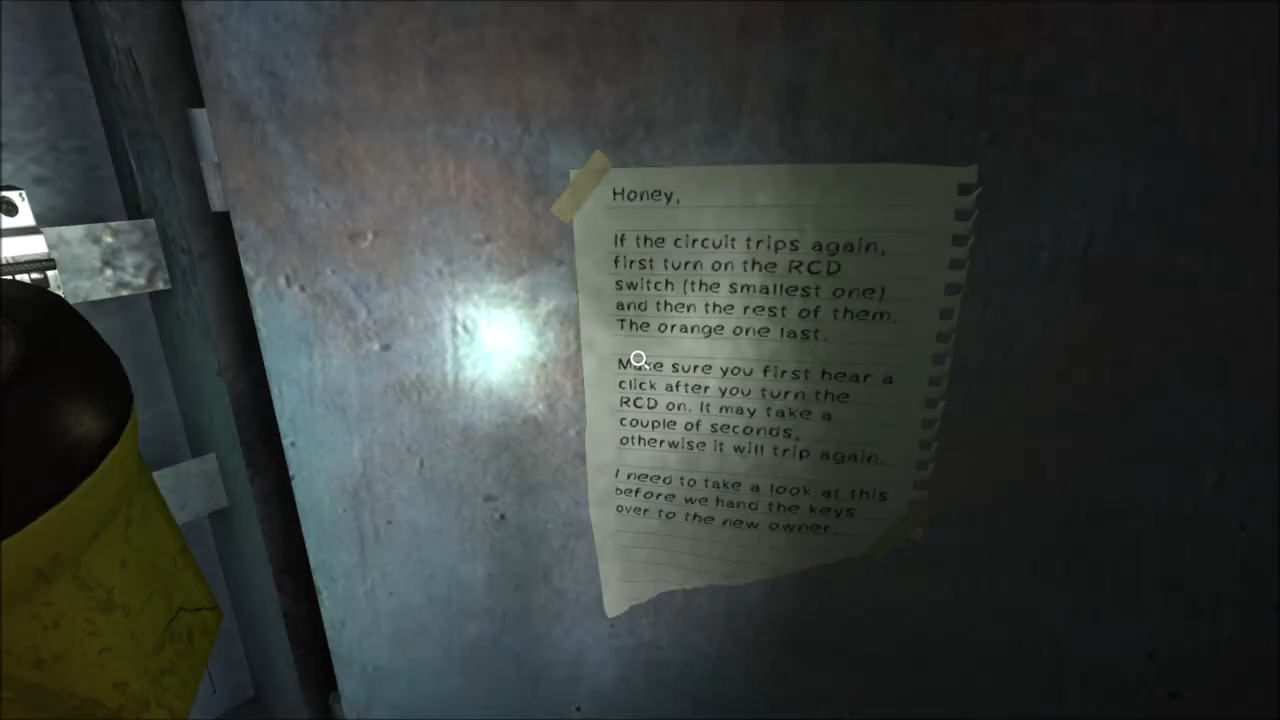 Honey,
If the circuit trips again,
first turn on the RCD
switch (the smallest one)
and then the rest of them.
The orange one last.
Make sure you first hear a
click after you turn the
RCD on. It may take a
couple of seconds,
otherwise it will trip again.
I need to take a look at this
before we hand the keys
over to the new owner.